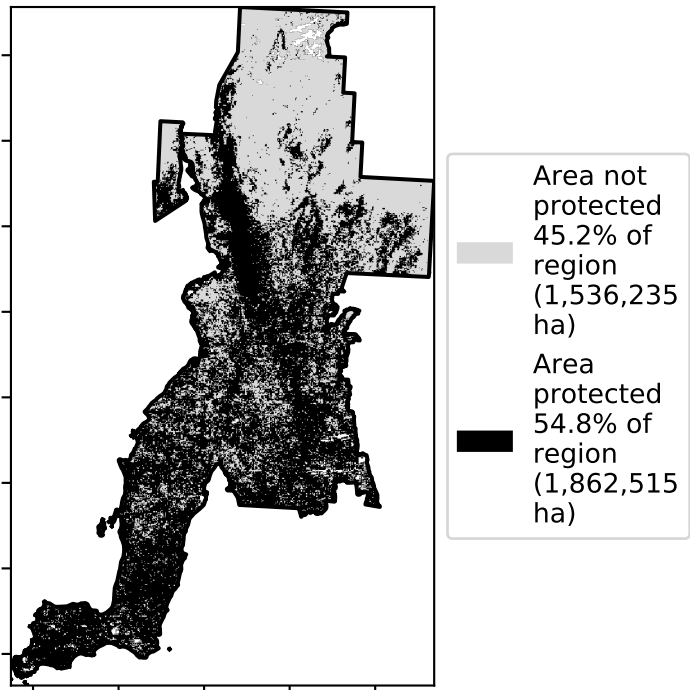 Area not
protected
45.2% of
region
(1,536,235
ha)
Area
protected
54.8% of
region
(1,862,515
ha)